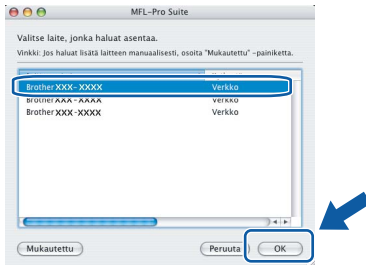 MFL-Pro Suite
Valitse laite, jonka haluat asentaa.
Vinkki: Jos haluat lisätä laitteen manuaalisesti, osoita "Mukautettu" -painiketta.
Brother XXX-XXXX Verkko
Brother XXX-XXXX Verkko
Brother XXX-XXXX Verkko
Mukautettu Peruuta OK